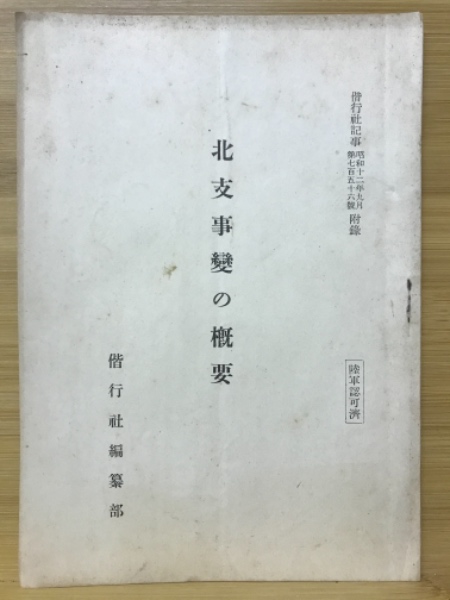 偕行社記事 昭和十二年九月 附錄
第七百五十六號
陸軍認可濟
北支事變の槪要
偕行社編纂部